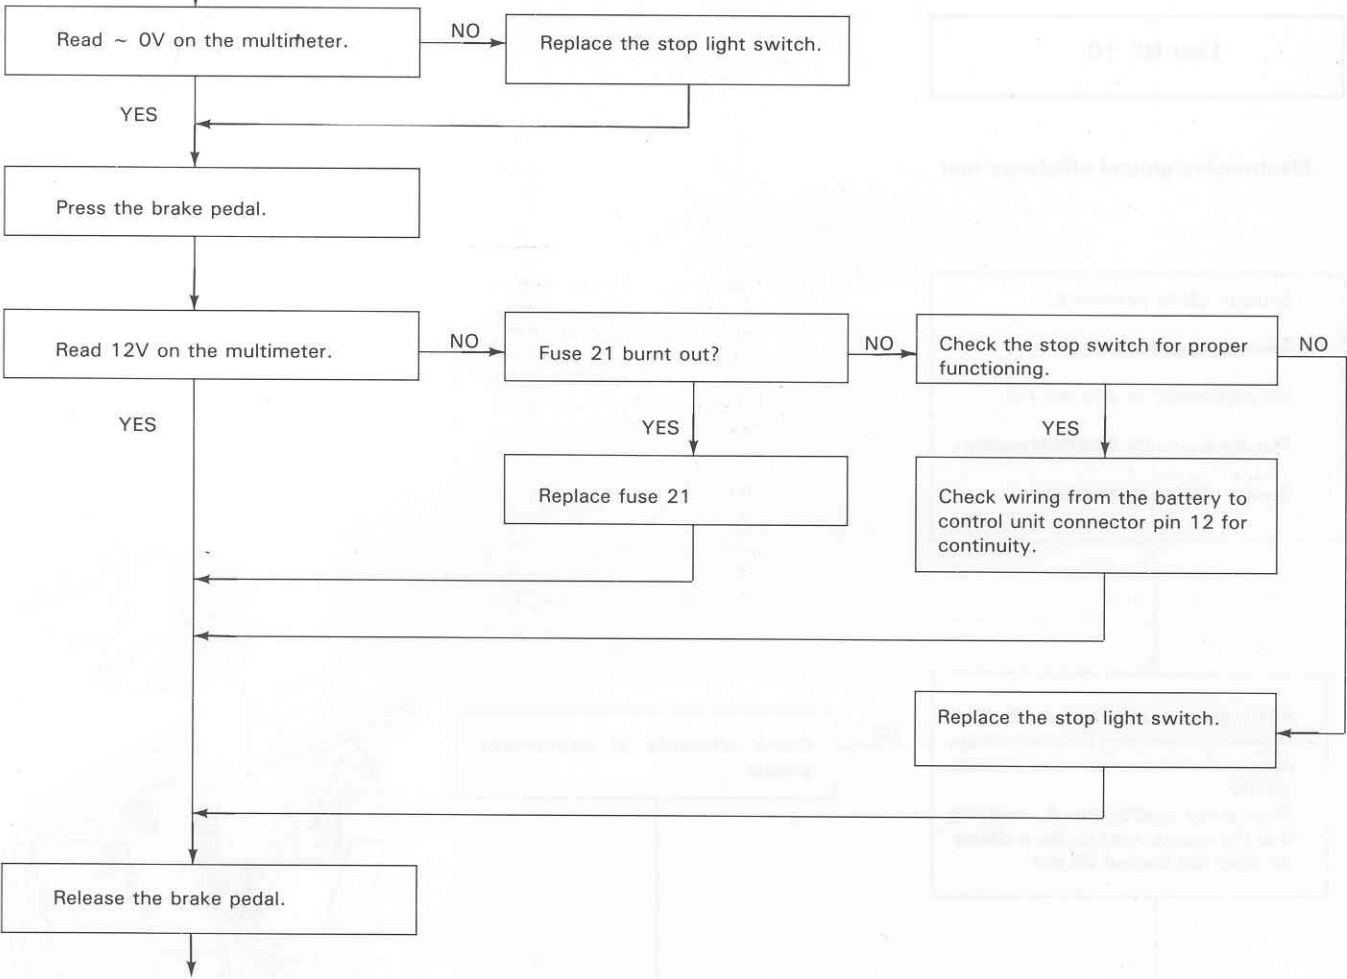 Read ~ 0V on the multimeter.
NO
Replace the stop light switch.
YES
Press the brake pedal.
Read 12V on the multimeter.
NO
Fuse 21 burnt out?
NO
Check the stop switch for proper
functioning.
NO
YES
YES
YES
Replace fuse 21
Check wiring from the battery to
control unit connector pin 12 for
continuity.
Replace the stop light switch.
Release the brake pedal.